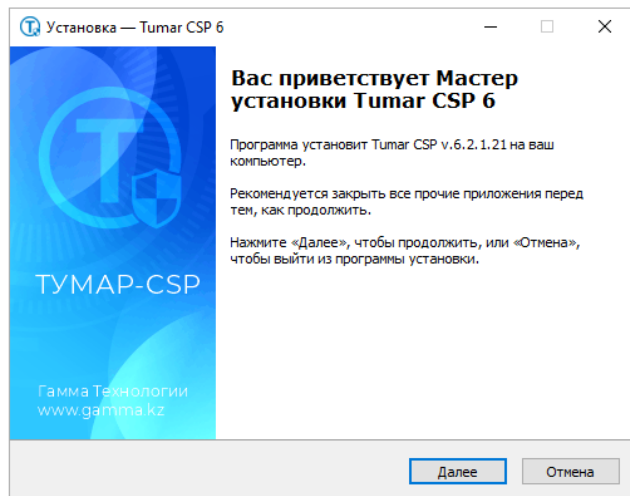 Установка — Tumar CSP 6
Вас приветствует Мастер
установки Tumar CSP 6
Программа установит Tumar CSP v.6.2.1.21 на ваш
компьютер.
Рекомендуется закрыть все прочие приложения перед
тем, как продолжить.
Нажмите «Далее», чтобы продолжить, или «Отмена»,
чтобы выйти из программы установки.
ТУМАР-CSP
Гамма Технологии
www.gamma.kz
Далее
Отмена